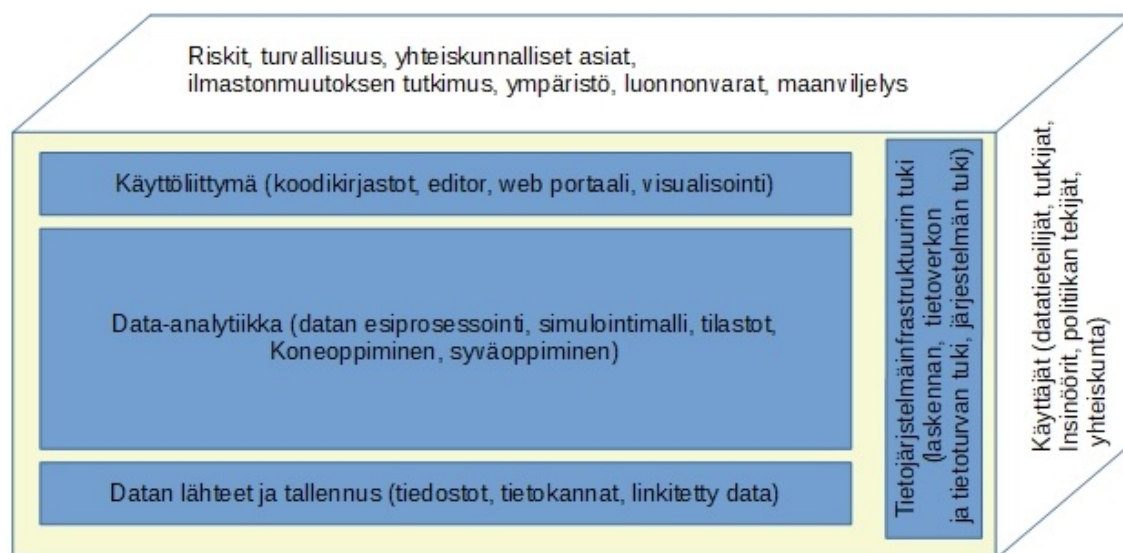 Riskit, turvallisuus, yhteiskunnalliset asiat,
ilmastonmuutoksen tutkimus, ympäristö, luonnonvarat, maanviljelys
Käyttöliittymä (koodikirjastot, editor, web portaali, visualisointi)
Data-analytiikka (datan esiprosessointi, simulointimalli, tilastot,
Koneoppiminen, syväoppiminen)
Datan lähteet ja tallennus (tiedostot, tietokannat, linkitetty data)
Tietojärjstelmäinfrastruktuurin tuki
(laskennan, tietoverkon
ja tietoturvan tuki, järjestelmän tuki)
Käyttäjät (datatieteilijät, tutkijat,
Insinöörit, politiikan tekijät,
yhteiskunta)